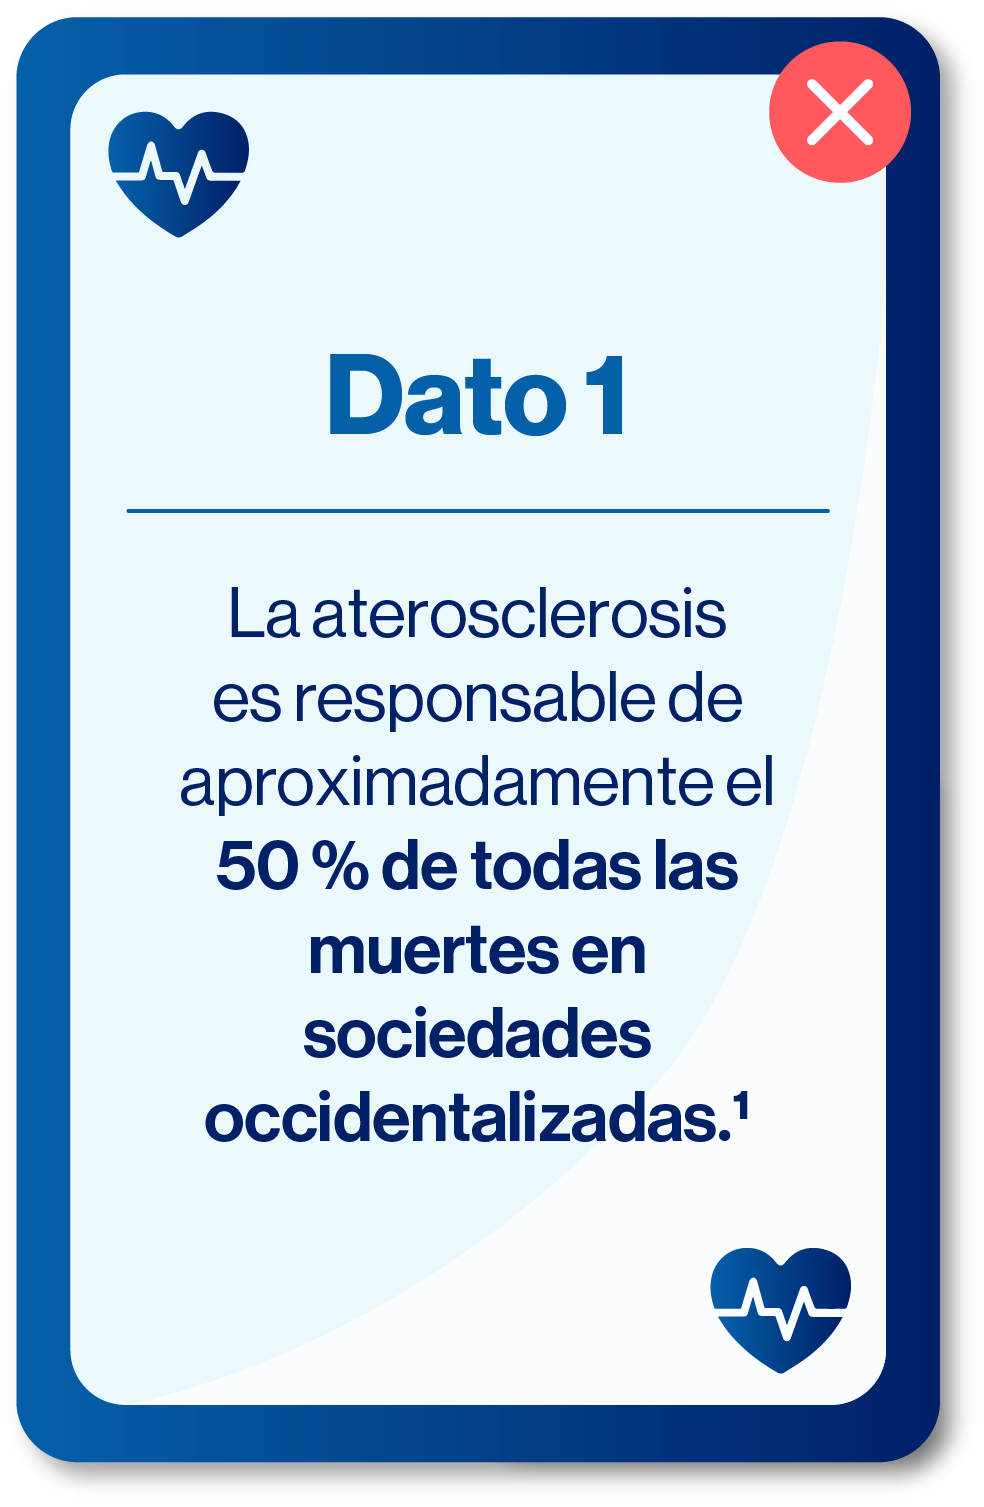 Dato 1
La aterosclerosis
es responsable de
aproximadamente el
50 % de todas las
muertes en
sociedades
occidentalizadas.¹